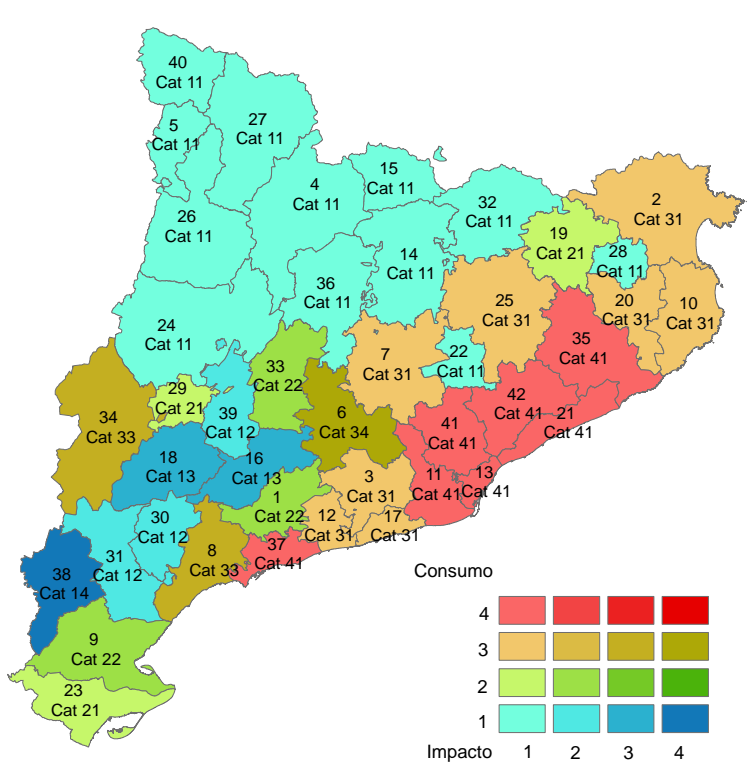 40
Cat 11
27
Cat 11
5
Cat 11
15
Cat 11
4
Cat 11
2
Cat 31
32
Cat 11
26
Cat 11
19
Cat 21
14
Cat 11
28
Cat 11
36
Cat 11
25
Cat 31
20
Cat 31
10
Cat 31
24
Cat 11
35
Cat 41
7
Cat 31
22
Cat 11
33
Cat 22
29
Cat 21
42
Cat 41
34
Cat 33
39
Cat 12
6
Cat 34
41
Cat 41
21
Cat 41
18
Cat 13
16
Cat 13
3
Cat 31
11
Cat 41
13
Cat 41
1
Cat 22
30
Cat 12
12
Cat 31
17
Cat 31
8
Cat 33
37
Cat 41
31
Cat 12
38
Cat 14
9
Cat 22
23
Cat 21
Consumo
4
3
2
1
Impacto 1 2 3 4